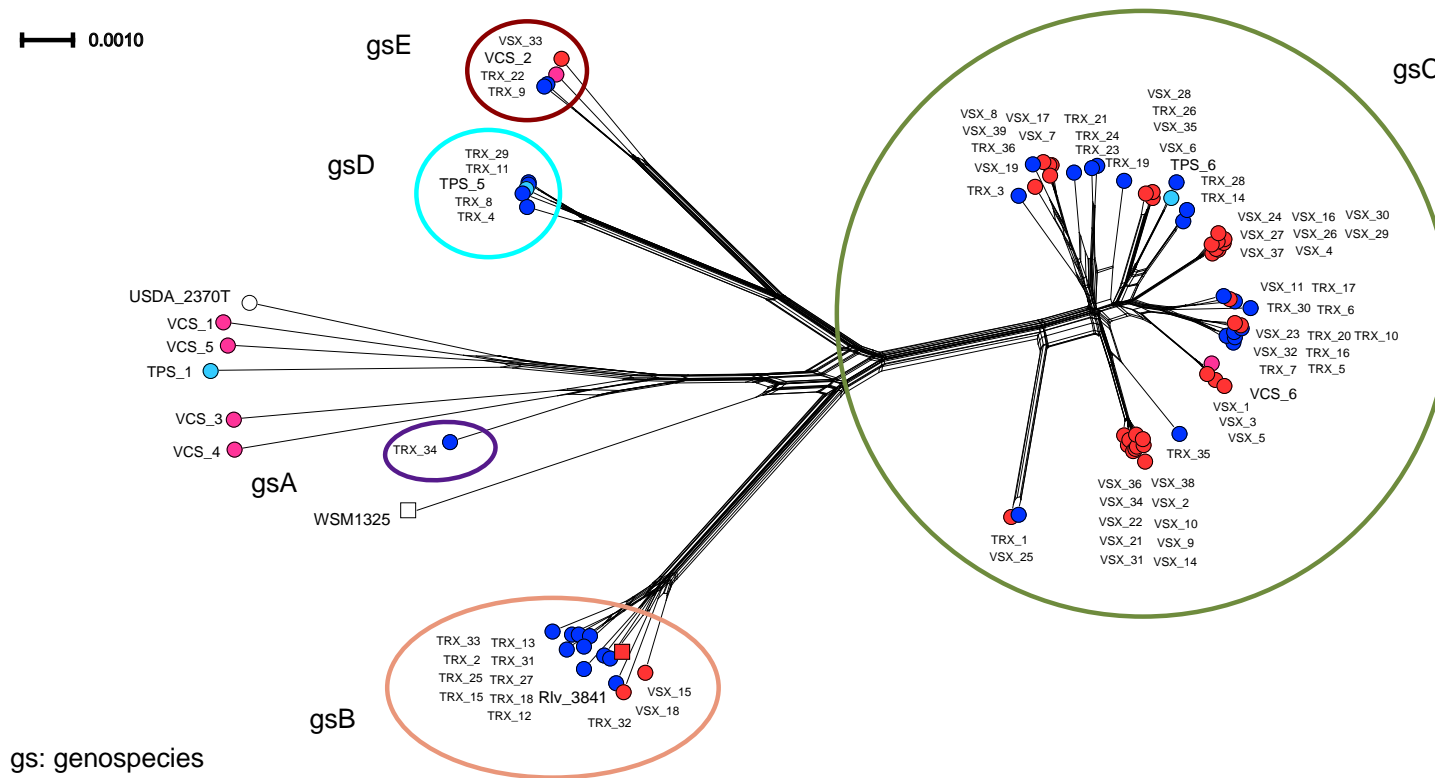 0.0010
gsE
VSX_33
VCS_2
TRX_22
TRX_9
gsD
TRX_29
TRX_11
TPS_5
TRX_8
TRX_4
gsC
VSX_8 VSX_17 TRX_21
VSX_39 VSX_7 TRX_24
TRX_36 TRX_23
VSX_19 TRX_19
TRX_3
VSX_28
TRX_26
VSX_35
VSX_6
TPS_6
TRX_28
TRX_14
VSX_24 VSX_16 VSX_30
VSX_27 VSX_26 VSX_29
VSX_37 VSX_4
VSX_11 TRX_17
TRX_30 TRX_6
VSX_23 TRX_20 TRX_10
VSX_32 TRX_16
TRX_7 TRX_5
VCS_6
VSX_1
VSX_3
VSX_5
TRX_35
VSX_36 VSX_38
VSX_34 VSX_2
VSX_22 VSX_10
VSX_21 VSX_9
VSX_31 VSX_14
TRX_1
VSX_25
USDA_2370T
VCS_1
VCS_5
TPS_1
VCS_3
VCS_4
TRX_34
gsA
WSM1325
TRX_33 TRX_13
TRX_2 TRX_31
TRX_25 TRX_27
TRX_15 TRX_18 Rlv_3841
TRX_12
VSX_15
VSX_18
TRX_32
gsB
gs: genospecies